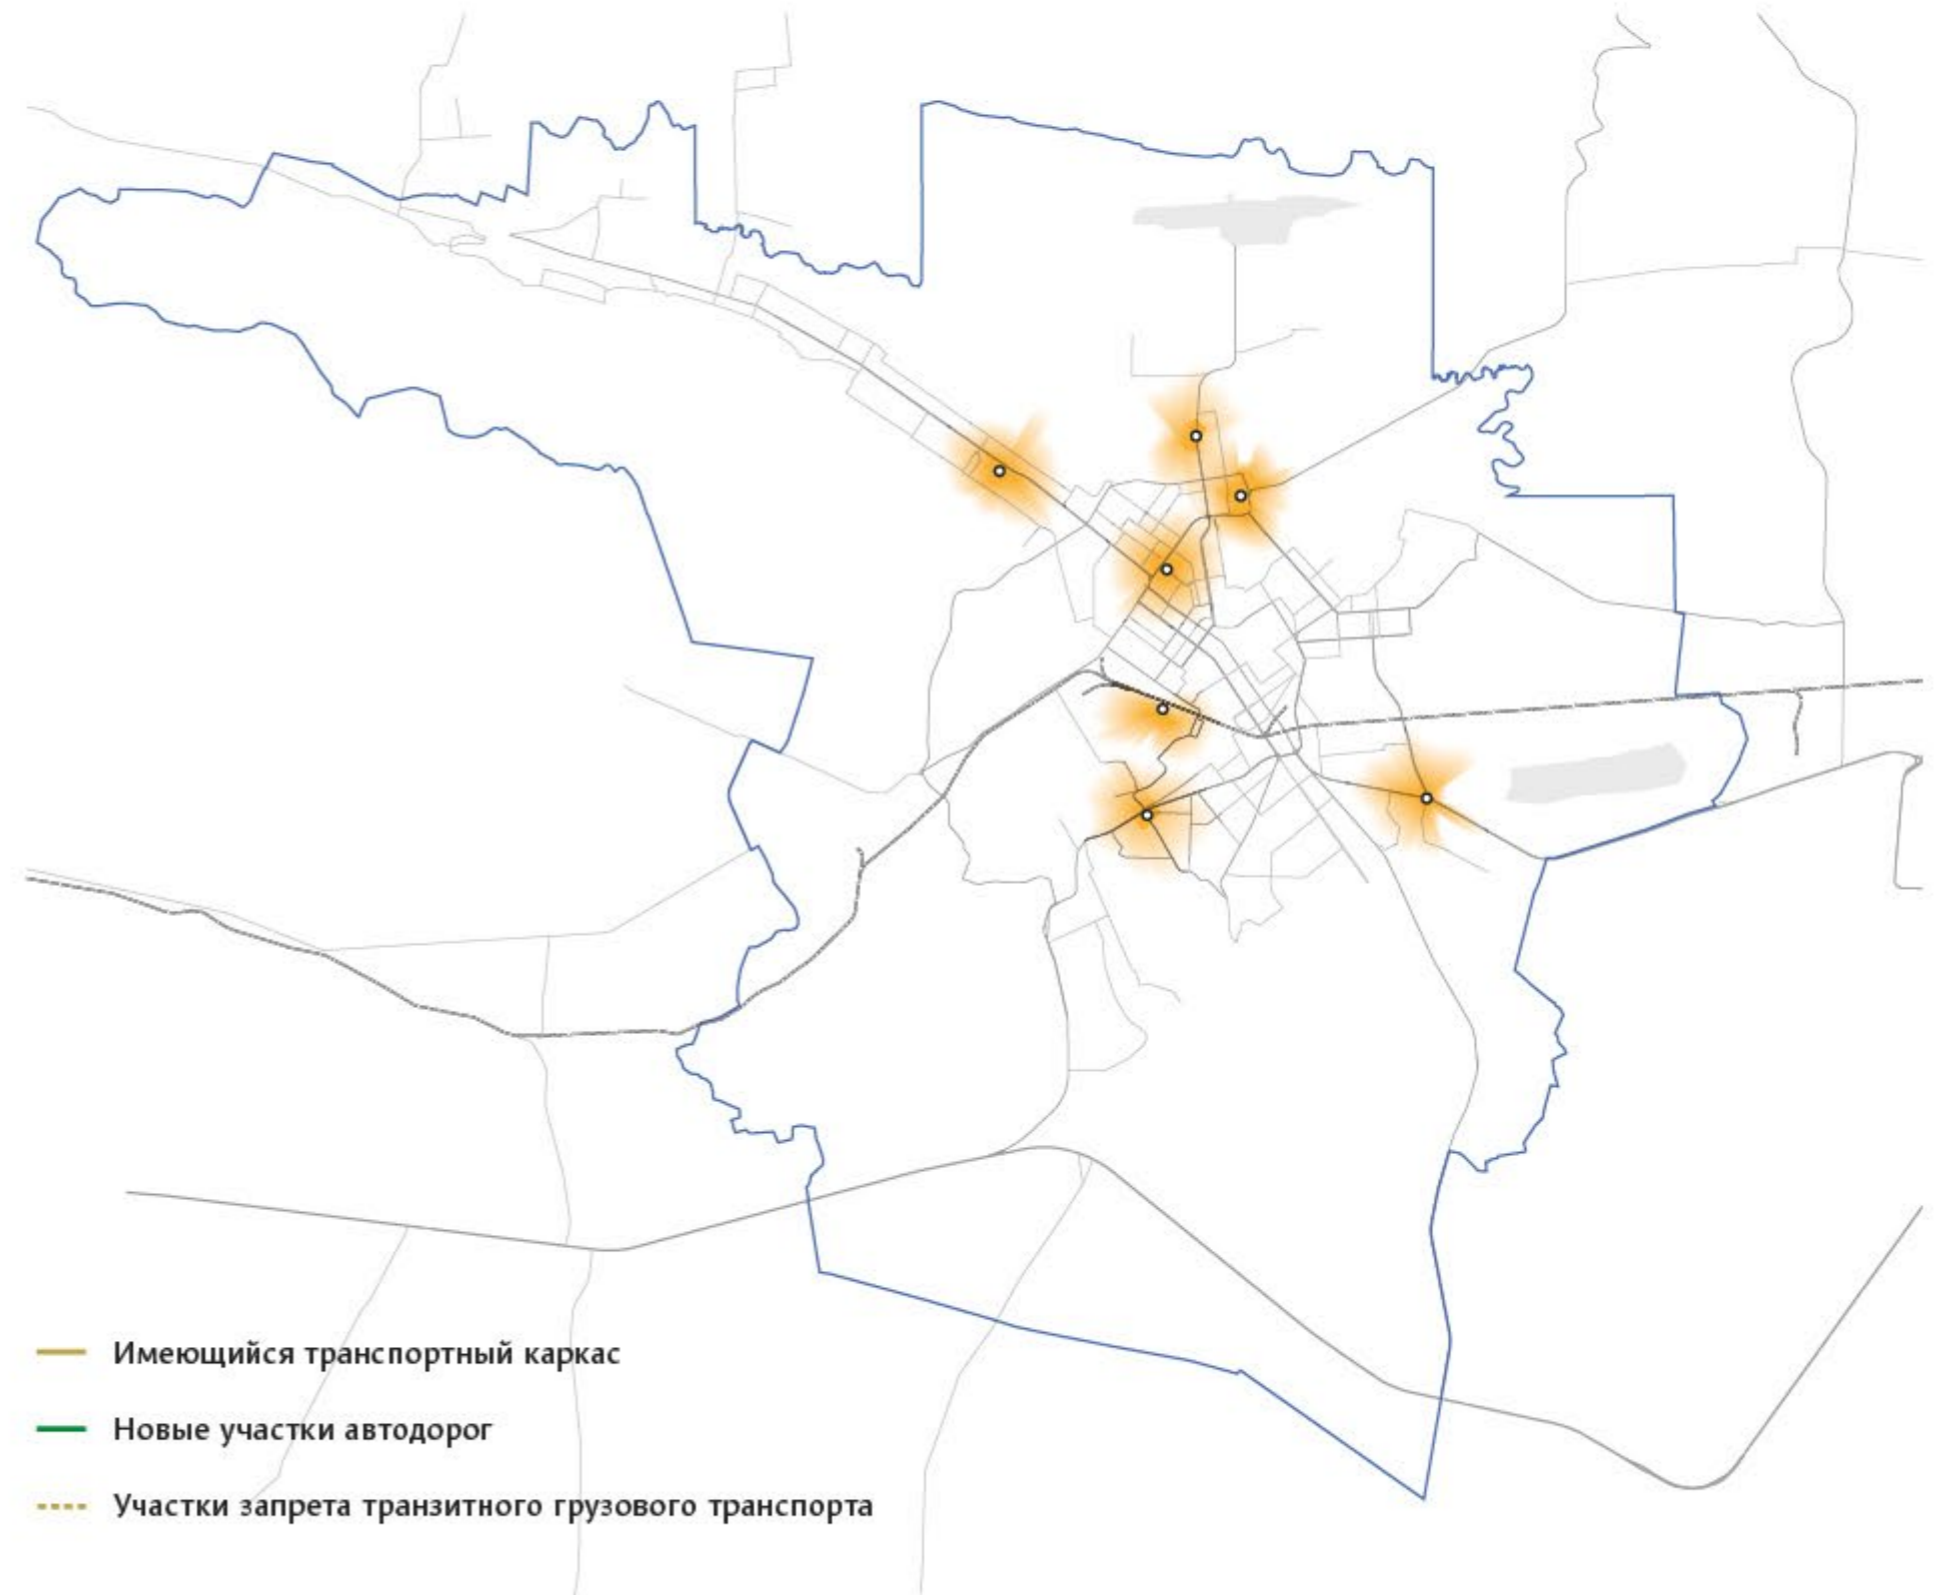 Имеющийся транспортный каркас
Новые участки автодорог
Участки запрета транзитного грузового транспорта